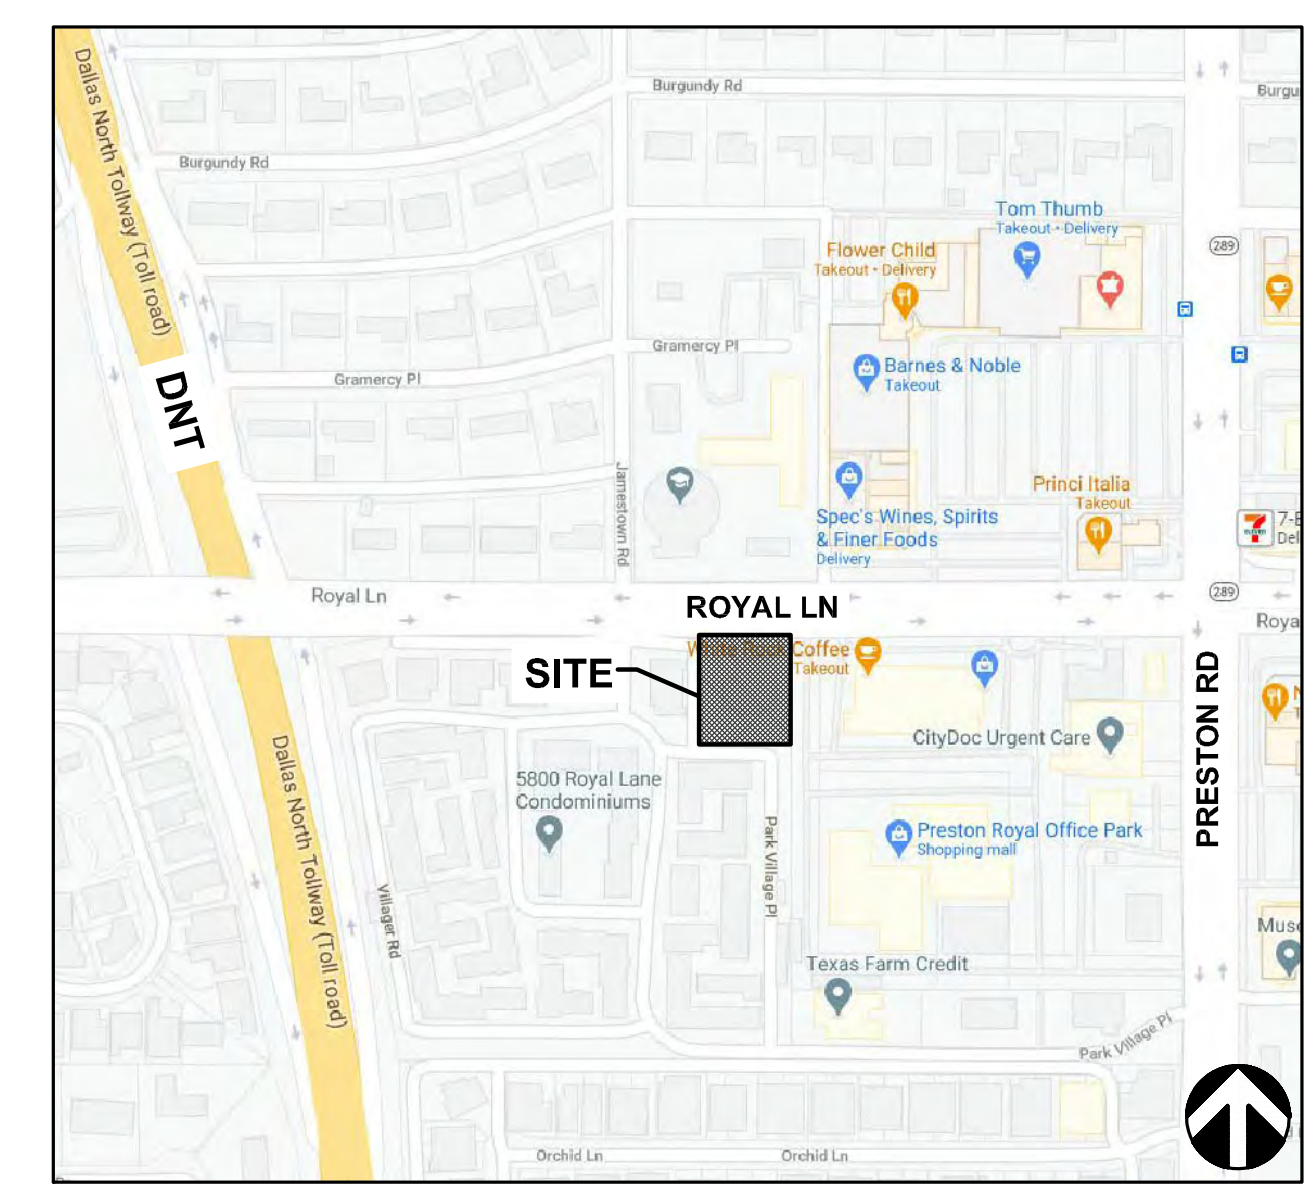 Burgundy Rd
Burgu
Dallas North Tollway (Toll road)
Burgundy Rd
Tom Thumb
Takeout · Delivery
289
Flower Child
Takeout · Delivery
Gramercy Pl
Gramercy Pl
Barnes & Noble
Takeout
DNT
Jamestown Rd
Princi Italia
Takeout
Spec's Wines, Spirits
& Finer Foods
Delivery
7-E
Del
ELEVEN
Royal Ln
ROYAL LN
289
Roya
SITE
Coffee
Takeout
PRESTON RD
N
T
CityDoc Urgent Care
Dallas North Tollway (Toll road)
5800 Royal Lane
Condominiums
Park Village Pl
Preston Royal Office Park
Shopping mall
Villager Rd
Muse
Texas Farm Credit
Park Village Pl
Orchid Ln
Orchid Ln